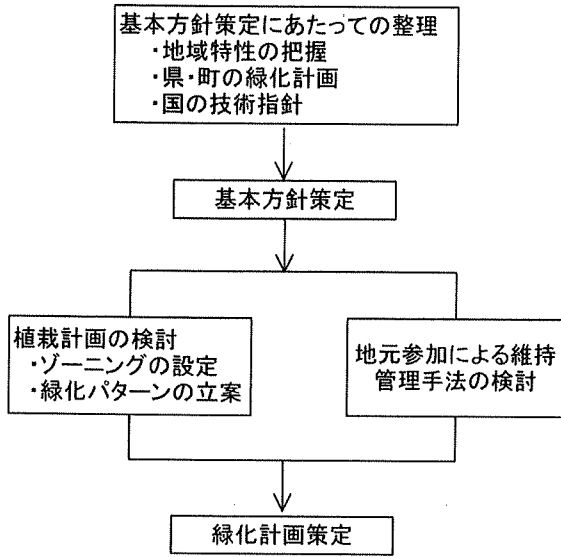 基本方針策定にあたっての整理
・地域特性の把握
・県・町の緑化計画
・国の技術指針
基本方針策定
植栽計画の検討
・ゾーニングの設定
・緑化パターンの立案
地元参加による維持
管理手法の検討
緑化計画策定